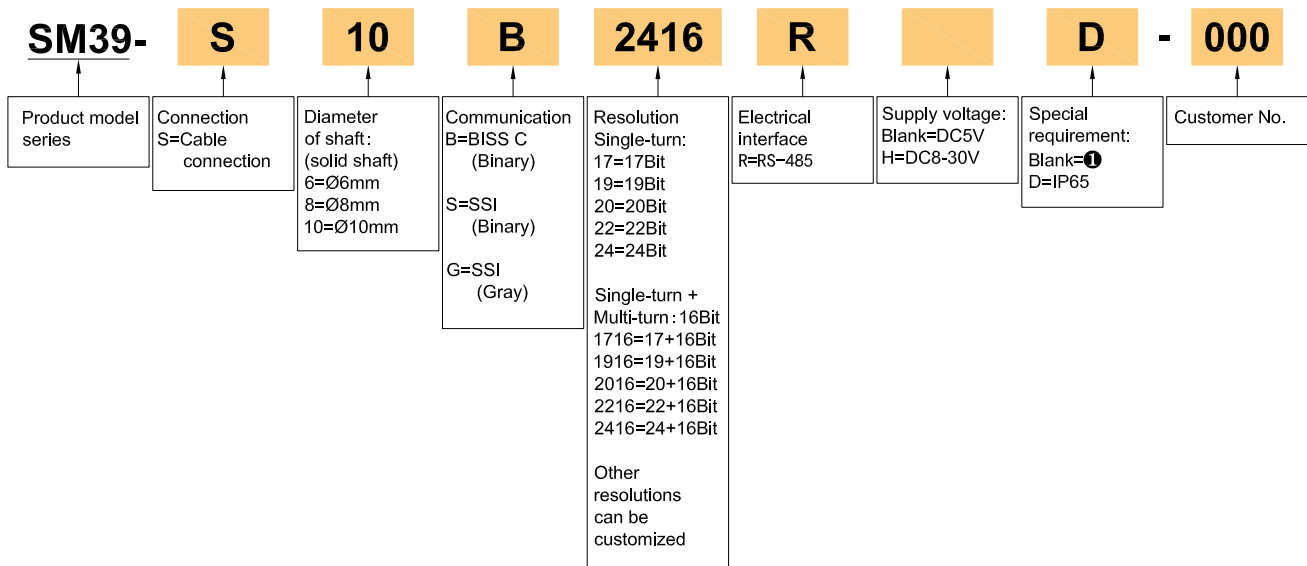 SM39- S 10 B 2416 R D - 000
Product model
series
Connection
S=Cable
connection
Diameter
of shaft:
(solid shaft)
6=Ø6mm
8=Ø8mm
10=Ø10mm
Communication
B=BISS C
(Binary)
S=SSI
(Binary)
G=SSI
(Gray)
Resolution
Single-turn:
17=17Bit
19=19Bit
20=20Bit
22=22Bit
24=24Bit
Single-turn +
Multi-turn: 16Bit
1716=17+16Bit
1916=19+16Bit
2016=20+16Bit
2216=22+16Bit
2416=24+16Bit
Other
resolutions
can be
customized
Electrical
interface
R=RS-485
Supply voltage:
Blank=DC5V
H=DC8-30V
Special
requirement:
Blank=❶
D=IP65
Customer No.